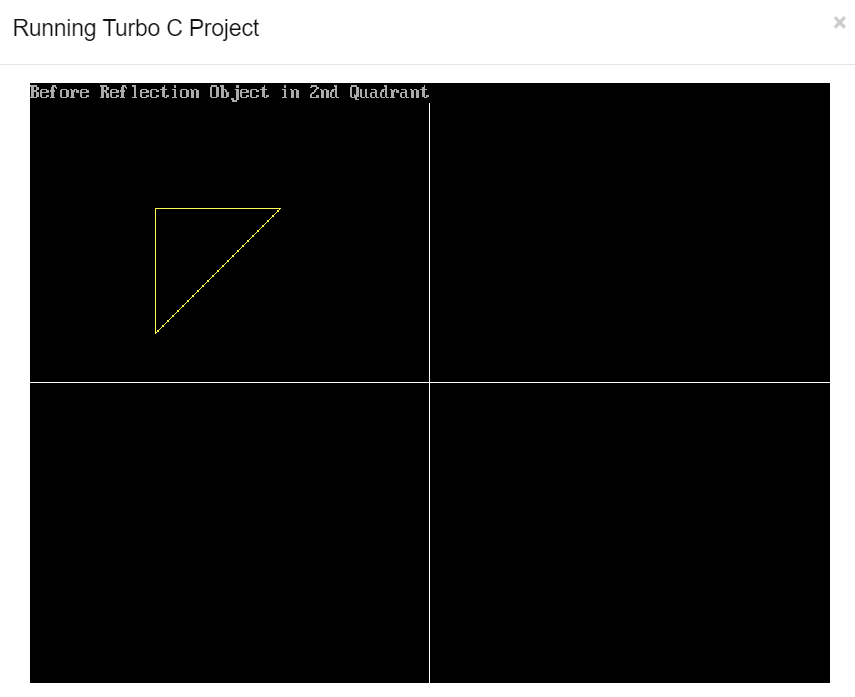 Running Turbo C Project
×
Before Reflection Object in 2nd Quadrant